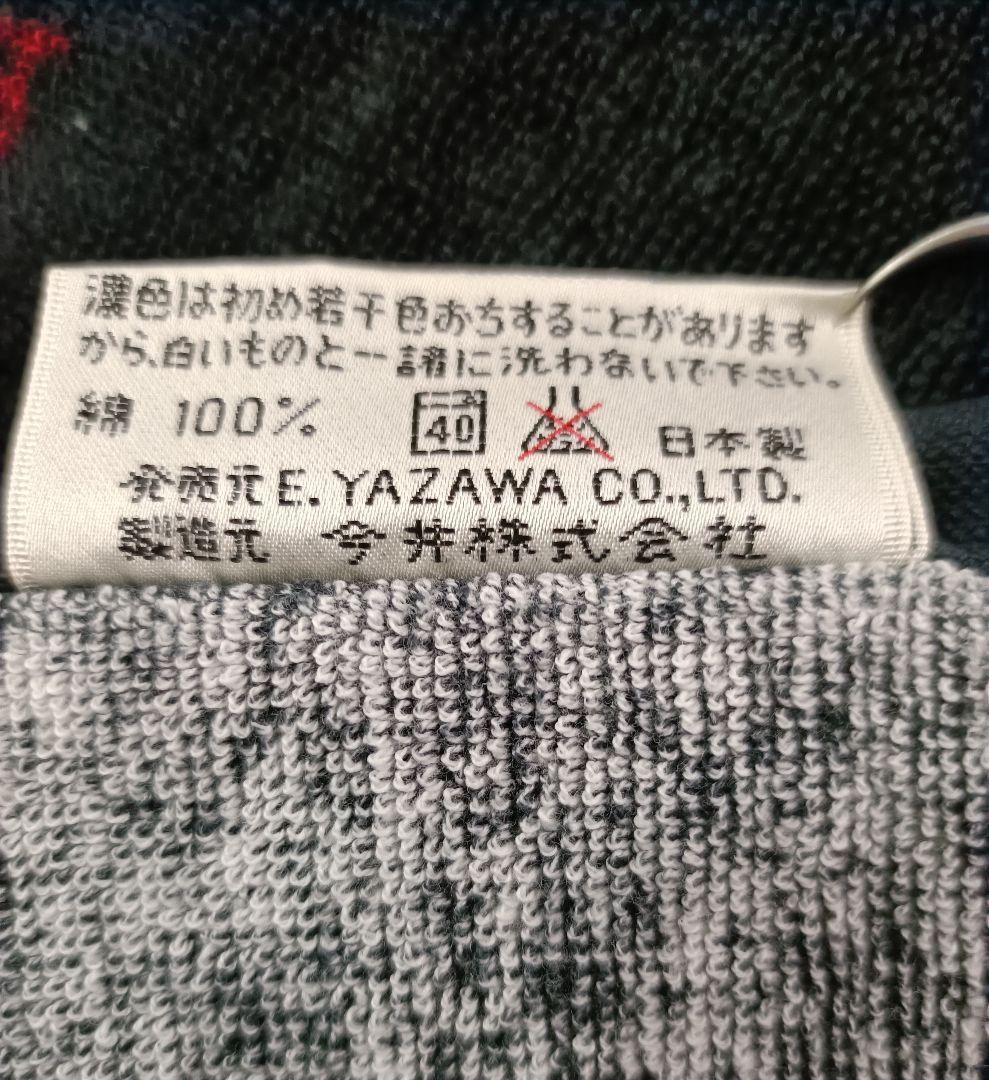 濃色は初め若干色おちすることがあります
から、白いものと一諸に洗わないで下さい。
綿 100% 40 日本製
発売元 E. YAZAWA CO., LTD.
製造元 今井株式会社